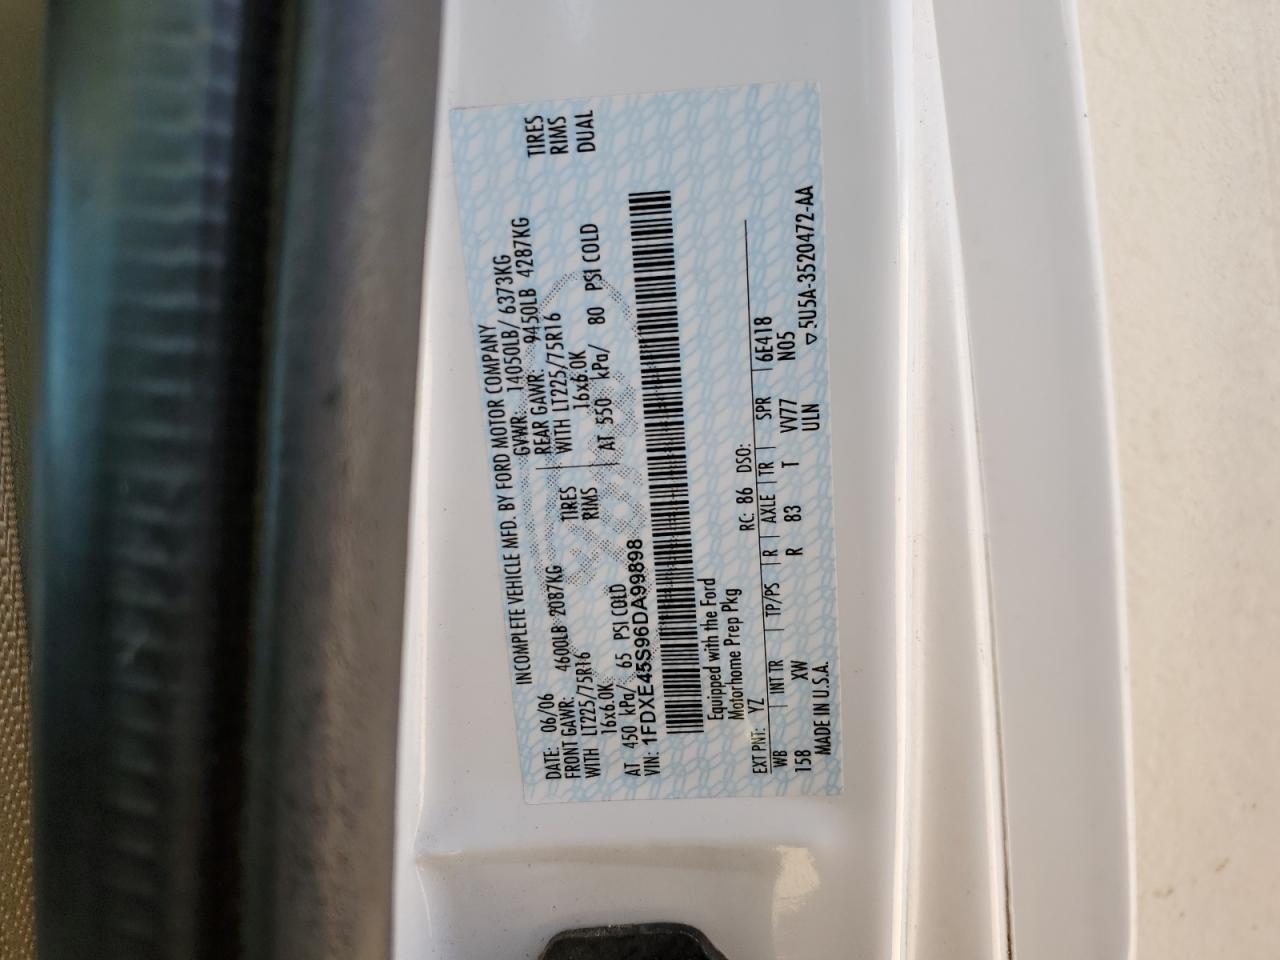 INCOMPLETE VEHICLE MFD. BY FORD MOTOR COMPANY
DATE: 06/06 GVWR: 14050LB/ 6373KG
FRONT GAWR: 4600LB 2087KG REAR GAWR: 9450LB 4287KG
WITH LT225/75R16 TIRES WITH LT225/75R16 TIRES
16x6.0K RIMS 16x6.0K RIMS
AT 450 kPa/ 65 PSI COLD AT 550 kPa/ 80 PSI COLD DUAL
VIN: 1FDXE45S96DA99898
Equipped with the Ford
Motorhome Prep Pkg
EXT PNT: YZ RC: 86 DSO:
WB INT TR TP/PS R AXLE TR SPR 6E418
158 XW R 83 T VV77 N05
MADE IN U.S.A. ULN ▽5U5A-3520472-AA